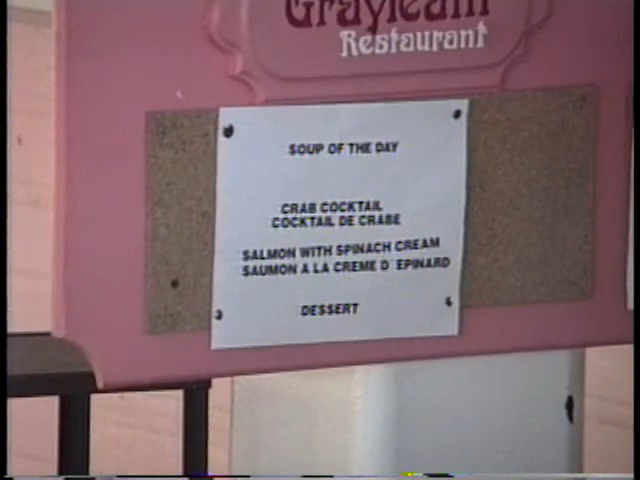 Restaurant
SOUP OF THE DAY
CRAB COCKTAIL
COCKTAIL DE CRABE
SALMON WITH SPINACH CREAM
SAUMON A LA CREME D'EPINARD
DESSERT